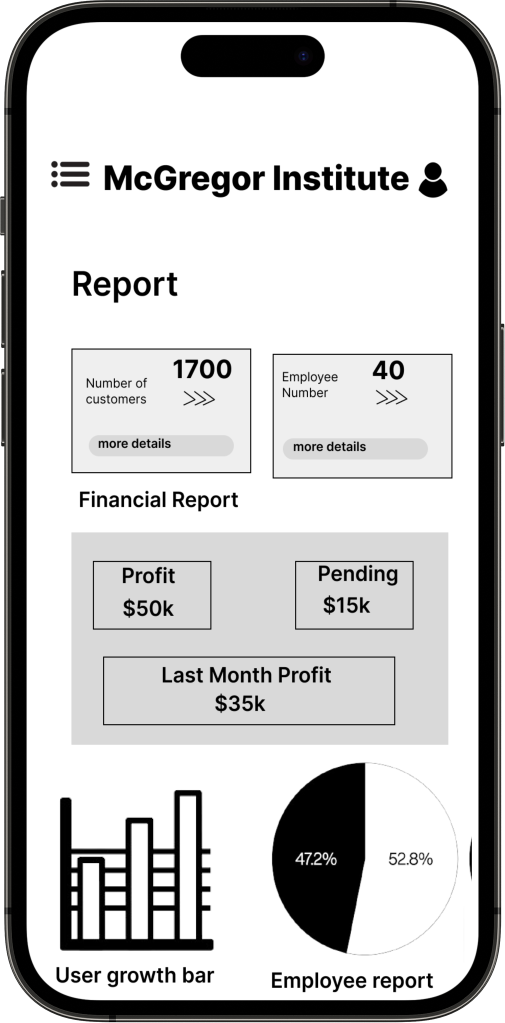 McGregor Institute
Report
Number of
customers
1700
more details
Employee
Number
40
more details
Financial Report
Profit
$50k
Pending
$15k
Last Month Profit
$35k
47.2%
52.8%
User growth bar
Employee report